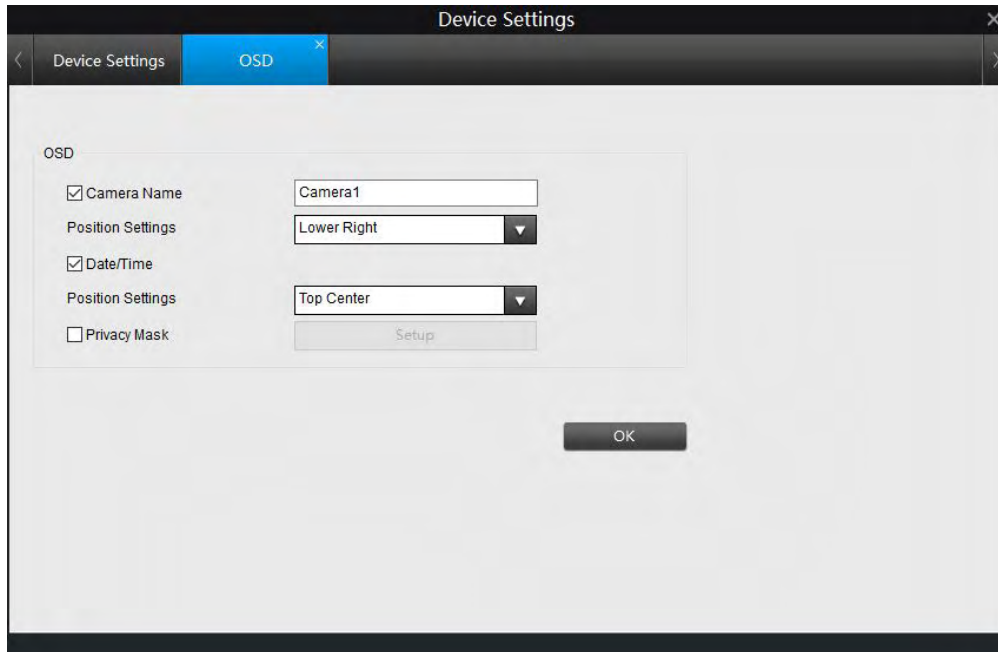 Device Settings
Device Settings OSD
OSD
Camera Name Camera1
Position Settings Lower Right
Date/Time
Position Settings Top Center
Privacy Mask Setup
OK